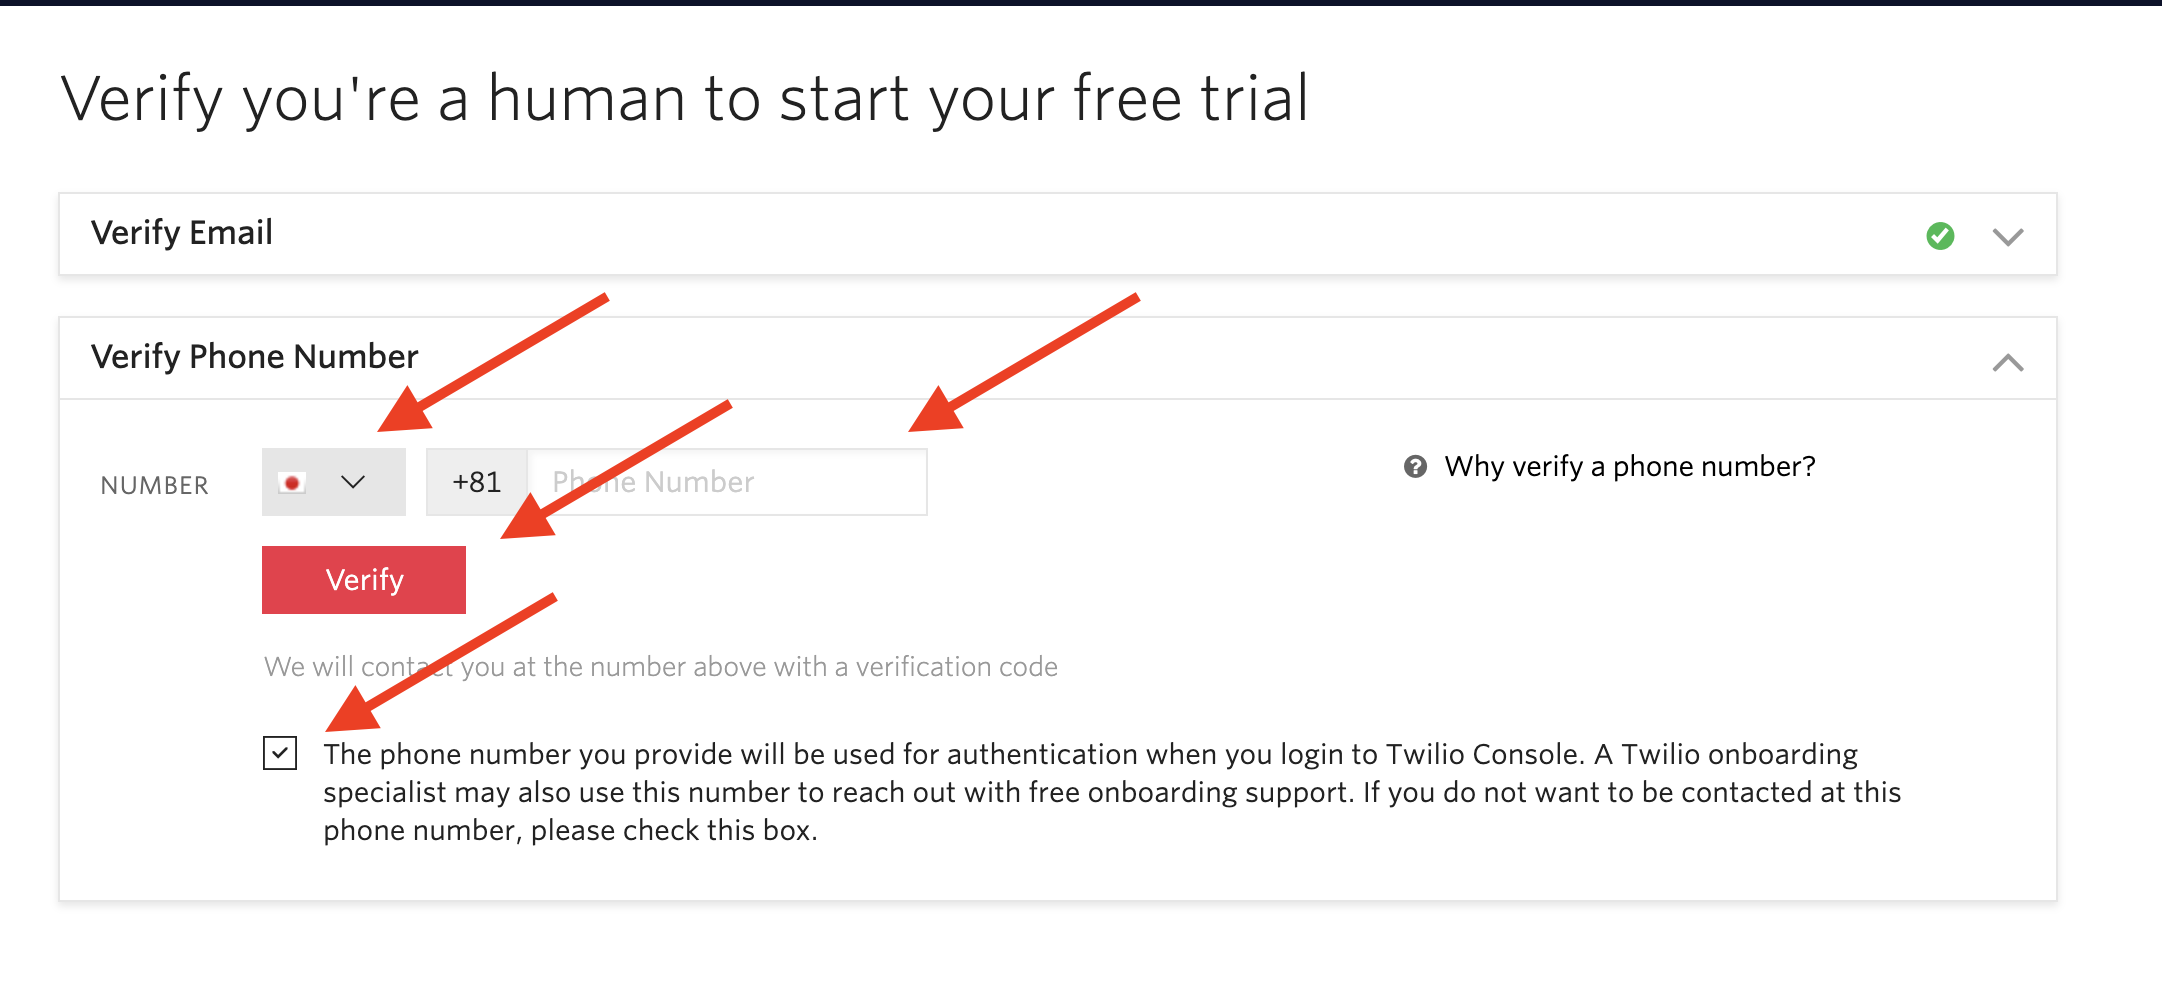 Verify you're a human to start your free trial
Verify Email
Verify Phone Number
NUMBER
+81
Phone Number
Why verify a phone number?
Verify
We will contact you at the number above with a verification code
The phone number you provide will be used for authentication when you login to Twilio Console. A Twilio onboarding
specialist may also use this number to reach out with free onboarding support. If you do not want to be contacted at this
phone number, please check this box.